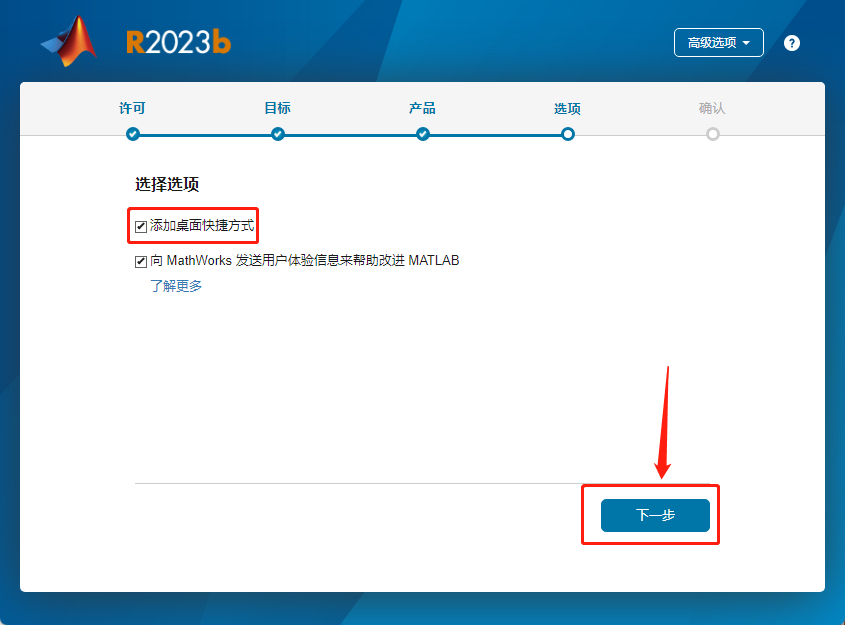 R2023b
高级选项
?
许可
目标
产品
选项
确认
选择选项
添加桌面快捷方式
向 MathWorks 发送用户体验信息来帮助改进 MATLAB
了解更多
下一步